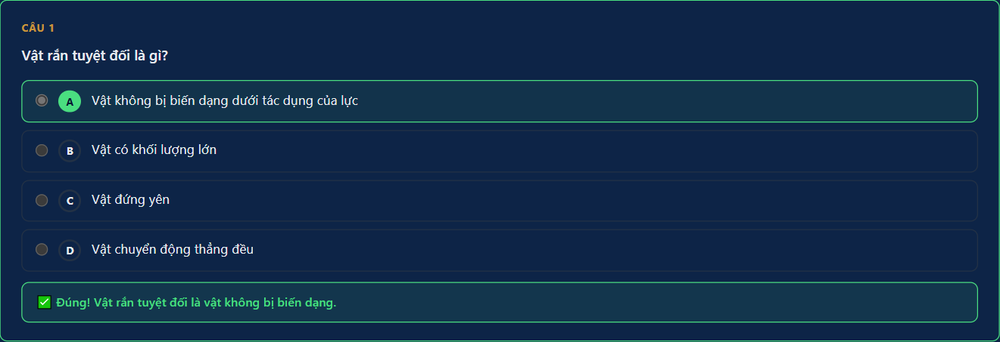 CÂU 1
Vật rắn tuyệt đối là gì?
A Vật không bị biến dạng dưới tác dụng của lực
B Vật có khối lượng lớn
C Vật đứng yên
D Vật chuyển động thẳng đều
✅ Đúng! Vật rắn tuyệt đối là vật không bị biến dạng.